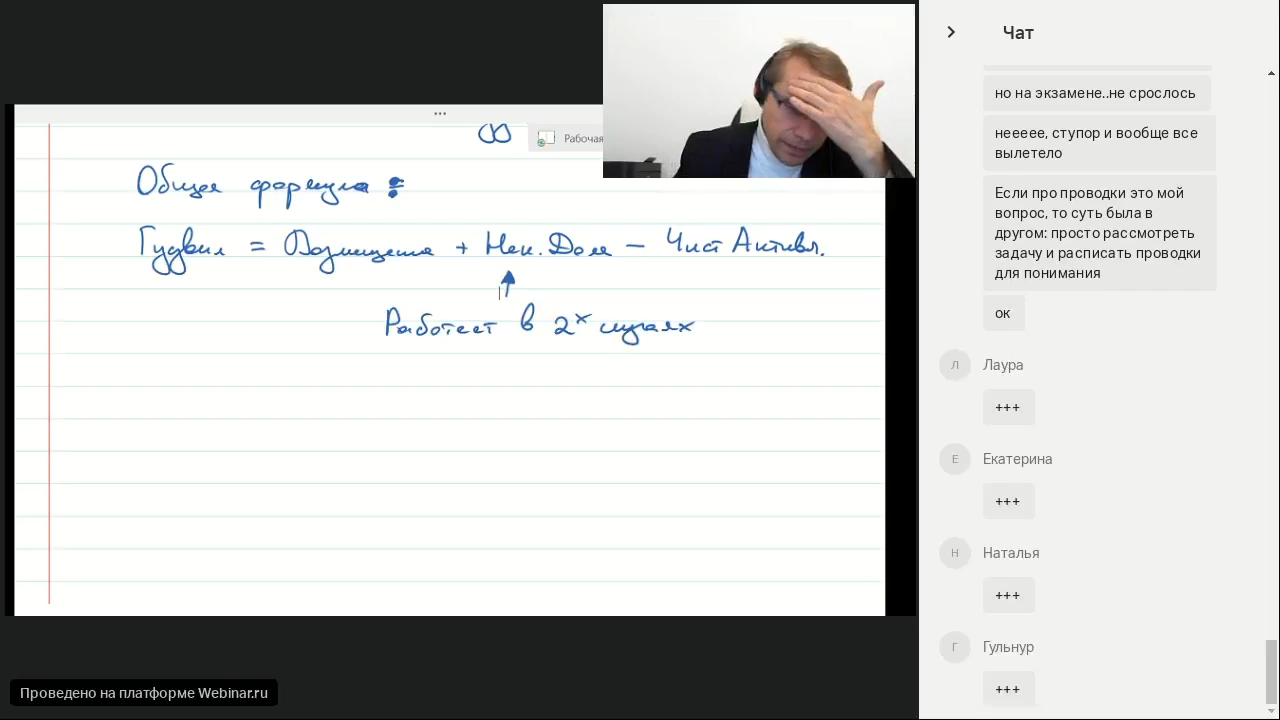 Рабочая
Общая формула :
Гудвил = Возмещение + Нек. Доля – Чист Активы.
Работает в 2х случаях
Проведено на платформе Webinar.ru
Чат
но на экзамене..не срослось
неееее, ступор и вообще все
вылетело
Если про проводки это мой
вопрос, то суть была в
другом: просто рассмотреть
задачу и расписать проводки
для понимания
ок
Л
Лаура
+++
Е
Екатерина
+++
Н
Наталья
+++
Г
Гульнур
+++